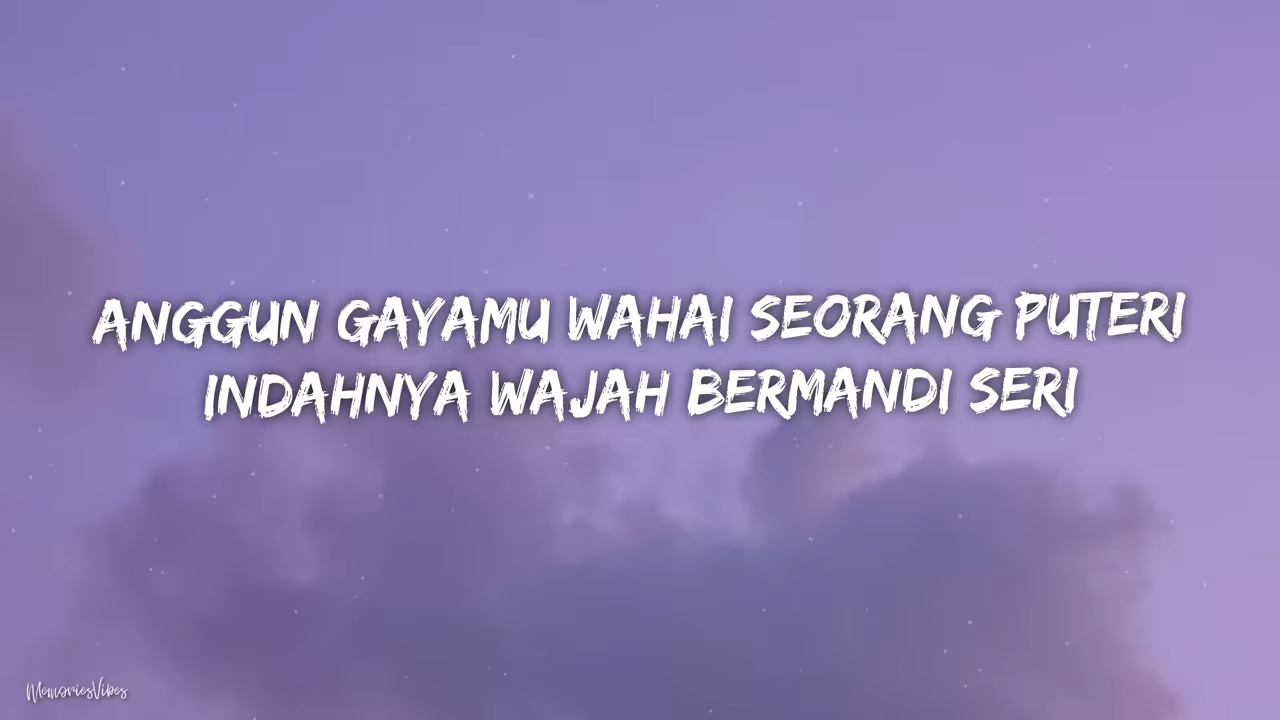 ANGGUN GAYAMU WAHAI SEORANG PUTERI
INDAHNYA WAJAH BERMANDI SERI
MemoriesVibes